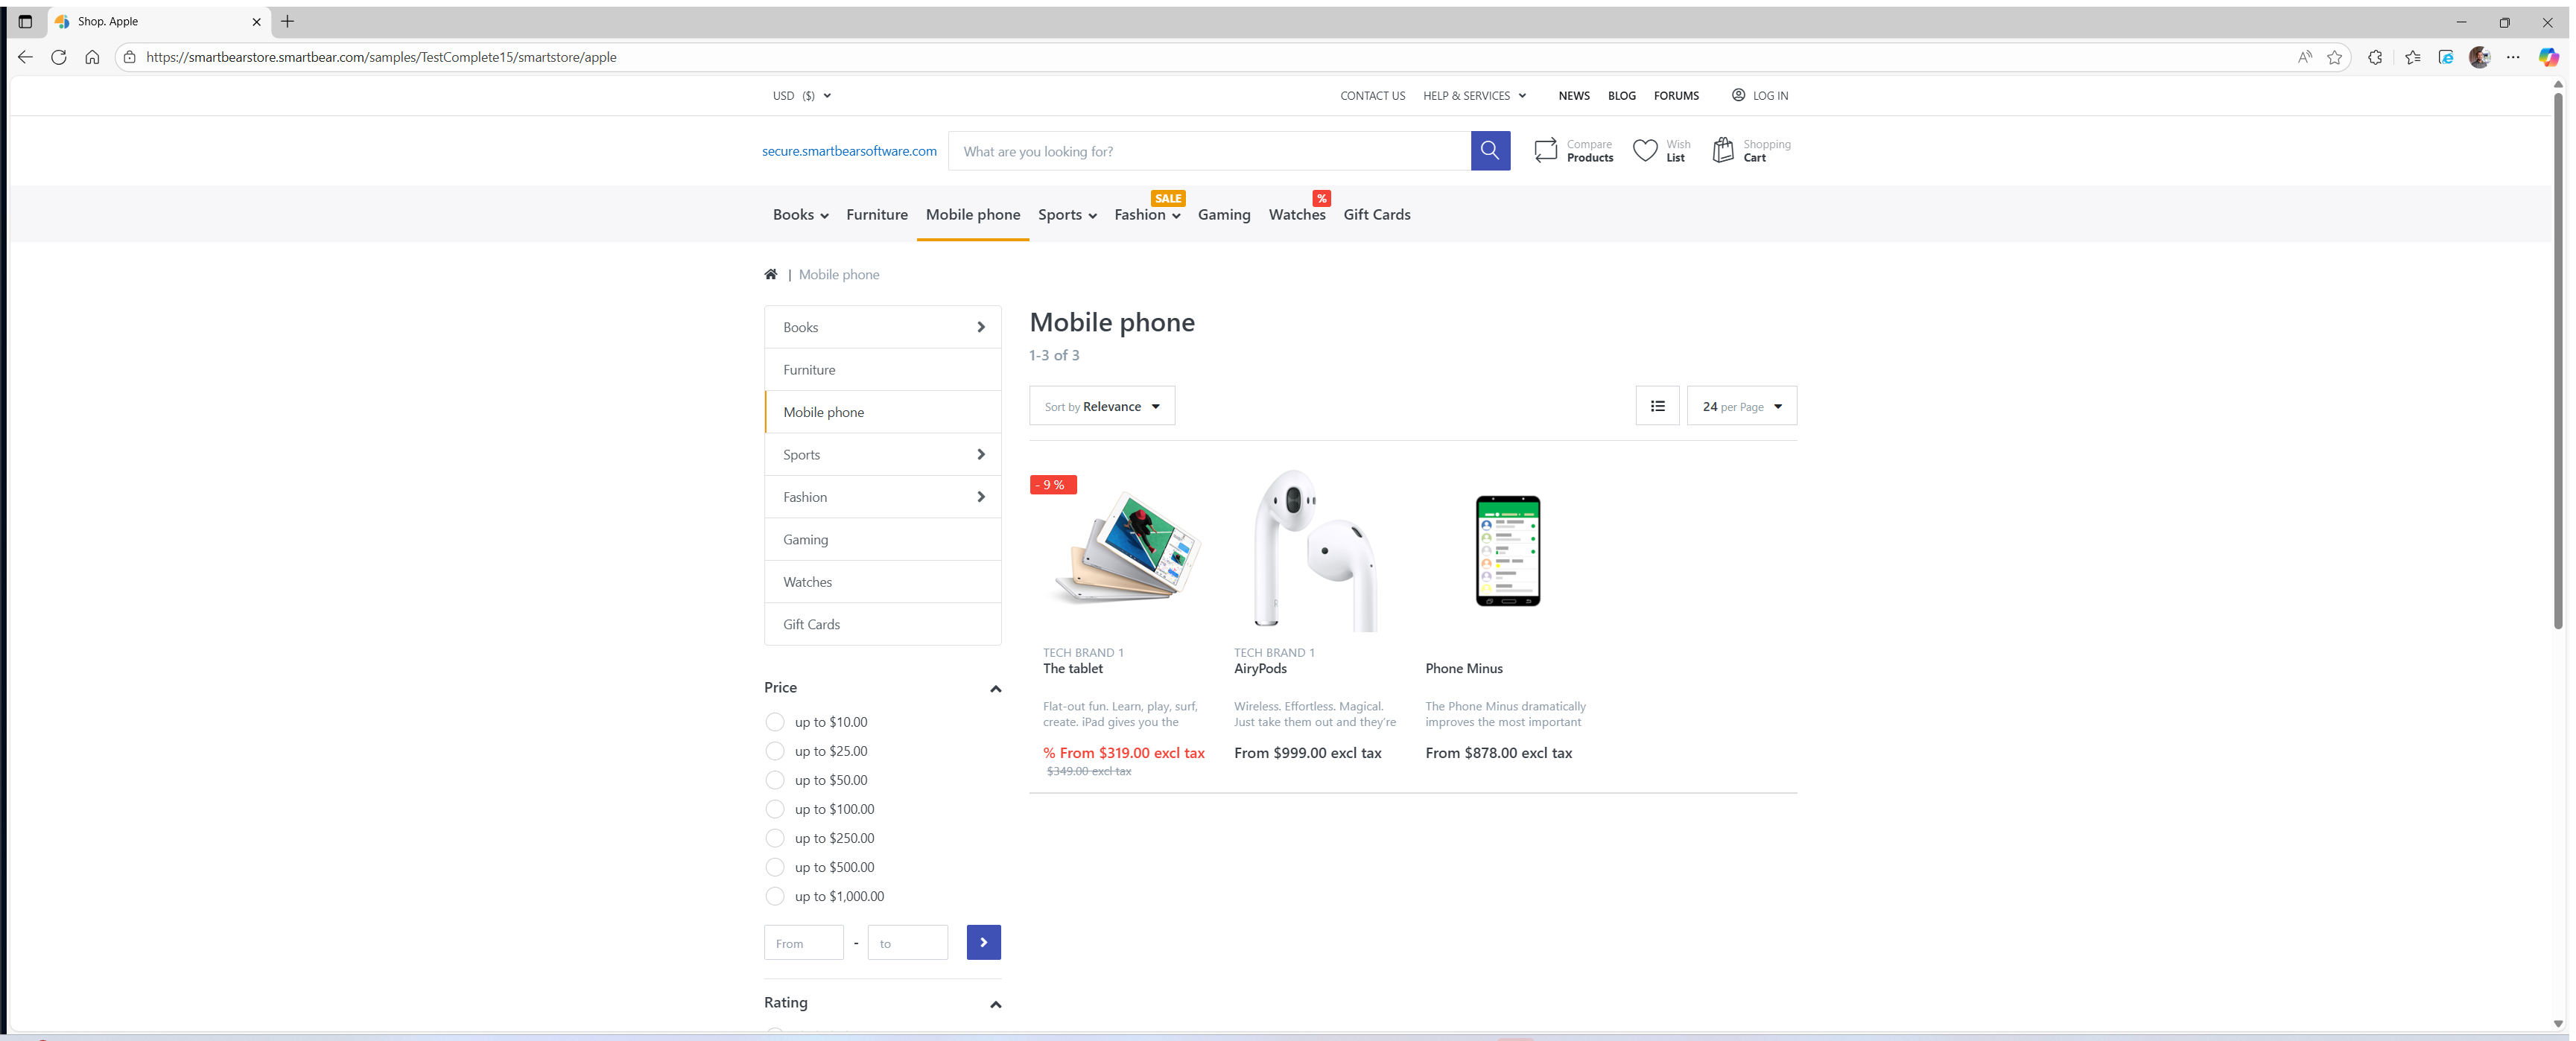 Shop. Apple
https://smartbearstore.smartbear.com/samples/TestComplete15/smartstore/apple
USD ($)
CONTACT US HELP & SERVICES NEWS BLOG FORUMS LOG IN
secure.smartbearsoftware.com
What are you looking for?
Compare
Products
Wish
List
Shopping
Cart
SALE
%
Books Furniture Mobile phone Sports Fashion Gaming Watches Gift Cards
| Mobile phone
Books
Furniture
Mobile phone
Sports
Fashion
Gaming
Watches
Gift Cards
Price
up to $10.00
up to $25.00
up to $50.00
up to $100.00
up to $250.00
up to $500.00
up to $1,000.00
From - to
Rating
Mobile phone
1-3 of 3
Sort by Relevance
24 per Page
- 9 %
TECH BRAND 1
The tablet
Flat-out fun. Learn, play, surf,
create. iPad gives you the
% From $319.00 excl tax
$349.00 excl tax
TECH BRAND 1
AiryPods
Wireless. Effortless. Magical.
Just take them out and they're
From $999.00 excl tax
Phone Minus
The Phone Minus dramatically
improves the most important
From $878.00 excl tax